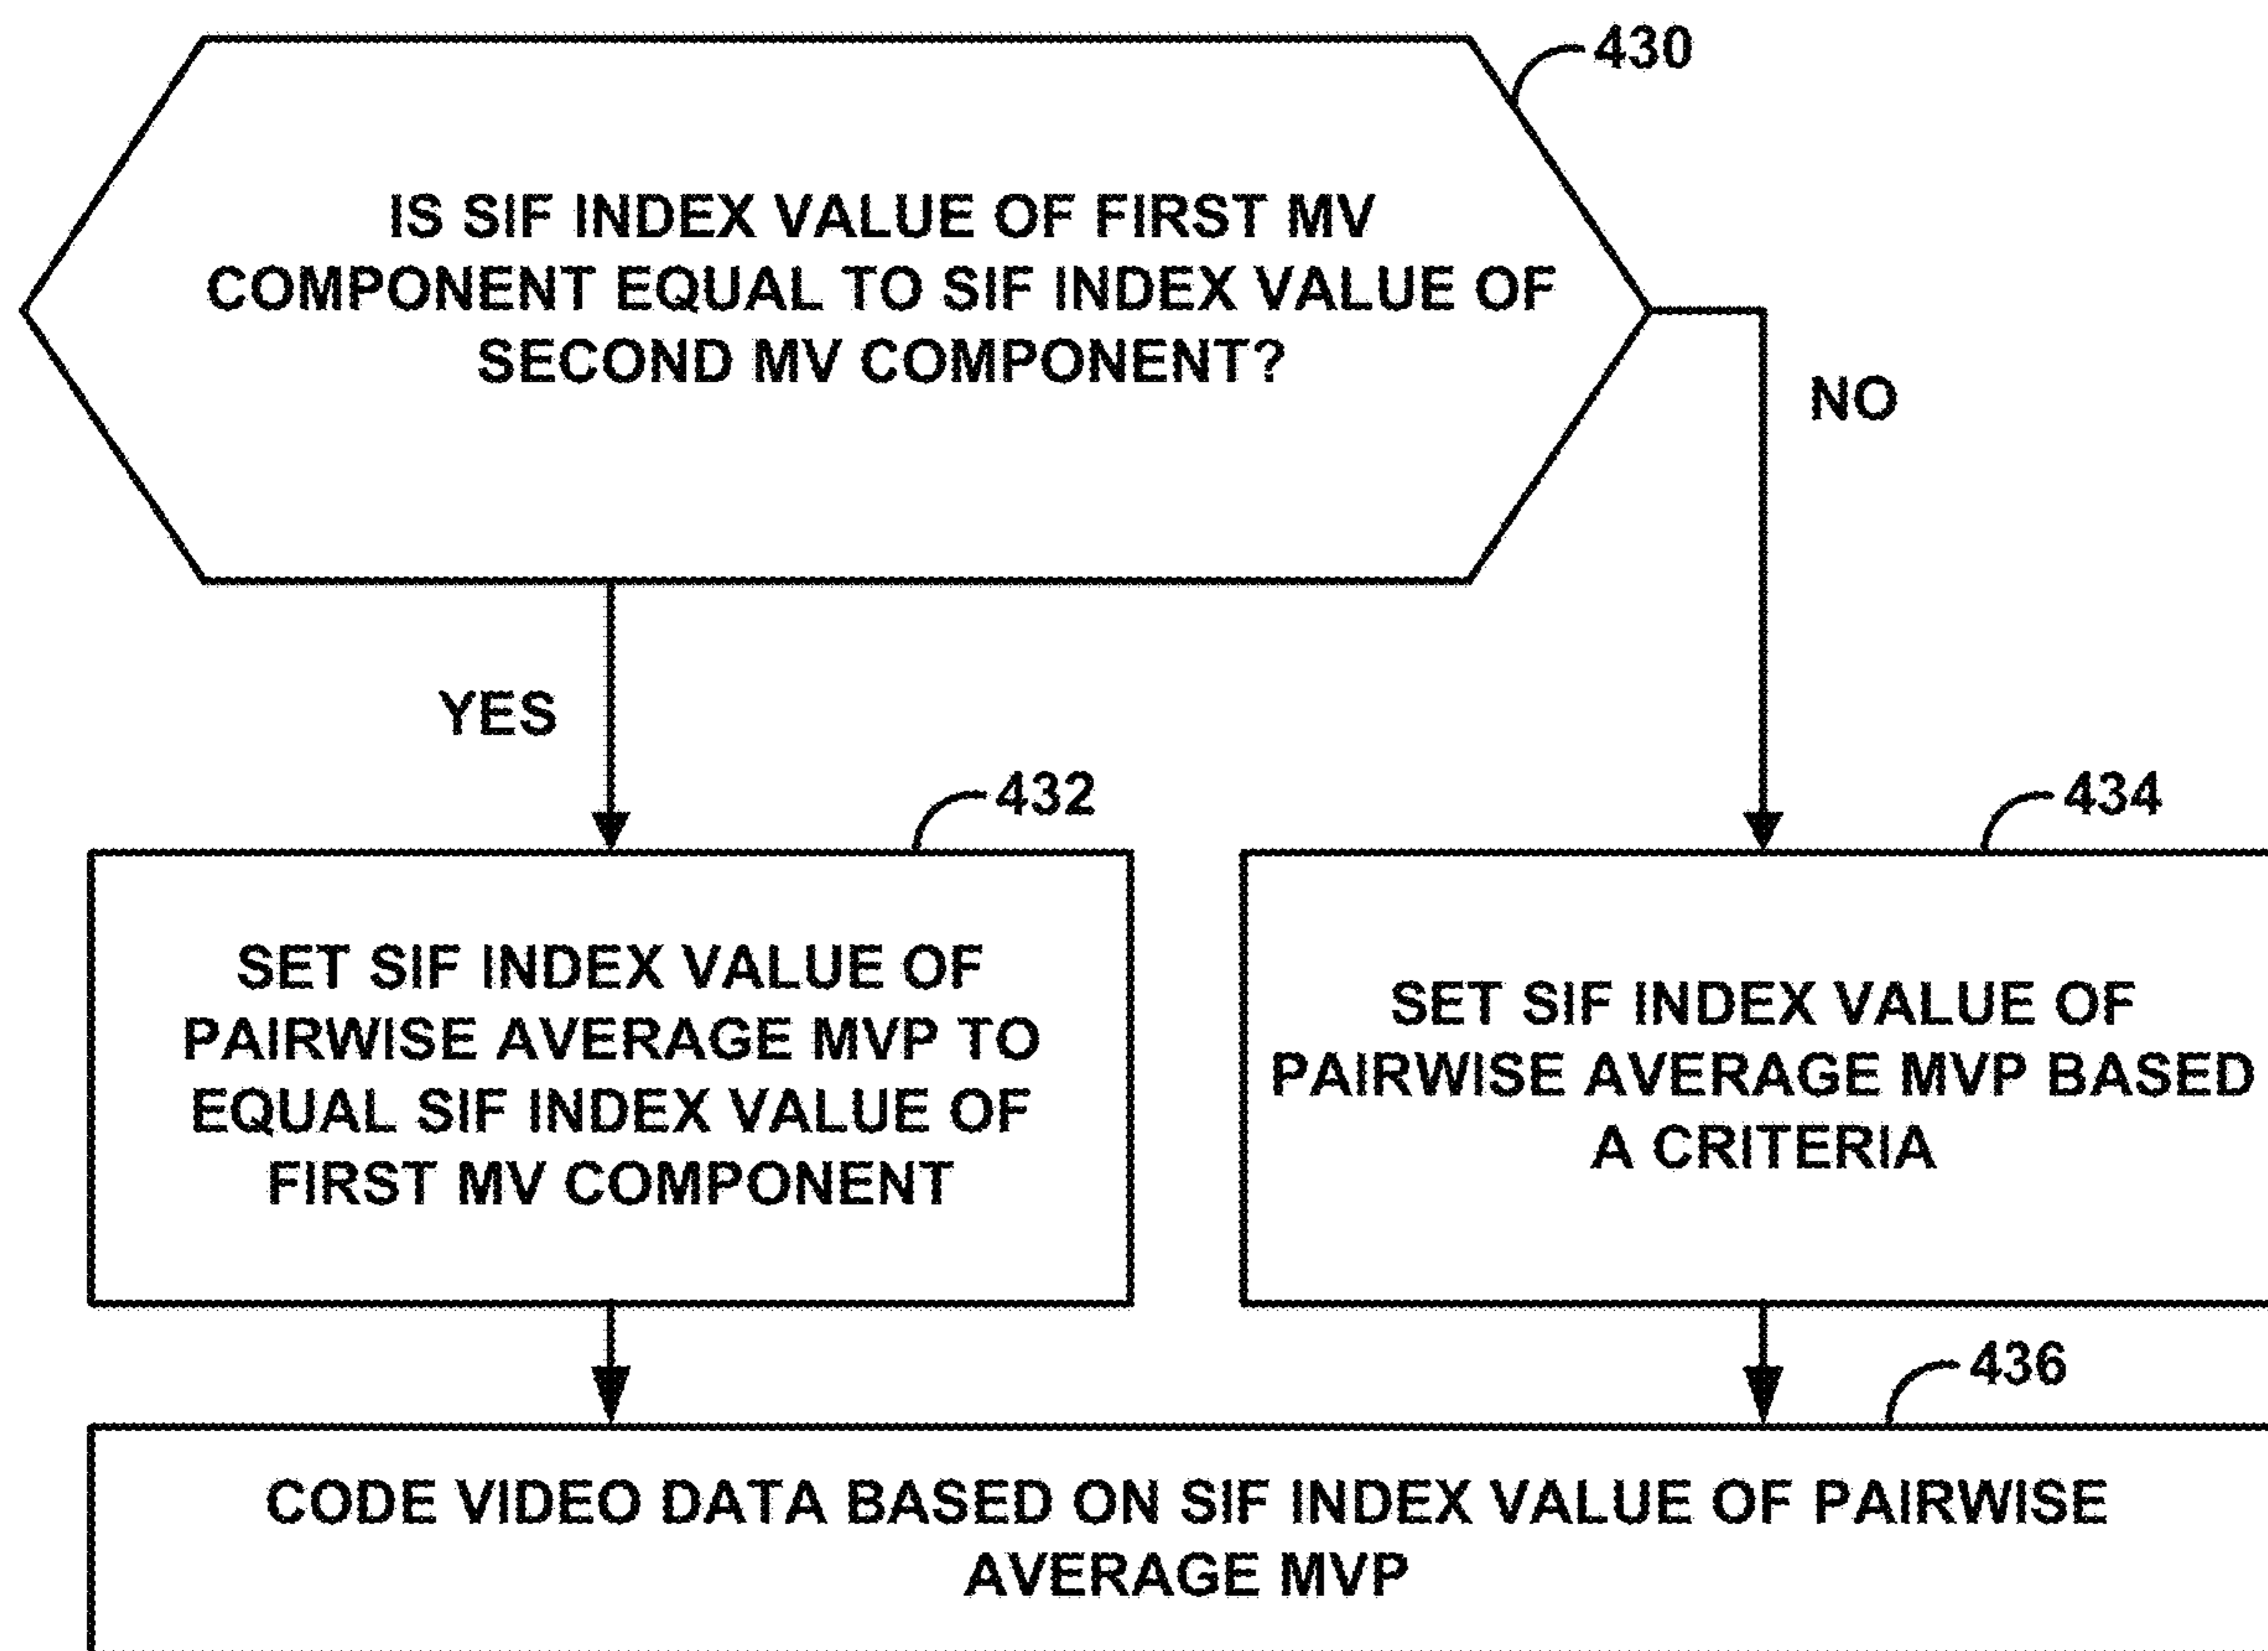 430
IS SIF INDEX VALUE OF FIRST MV
COMPONENT EQUAL TO SIF INDEX VALUE OF
SECOND MV COMPONENT?
NO
YES
432
434
SET SIF INDEX VALUE OF
PAIRWISE AVERAGE MVP TO
EQUAL SIF INDEX VALUE OF
FIRST MV COMPONENT
SET SIF INDEX VALUE OF
PAIRWISE AVERAGE MVP BASED
A CRITERIA
436
CODE VIDEO DATA BASED ON SIF INDEX VALUE OF PAIRWISE
AVERAGE MVP